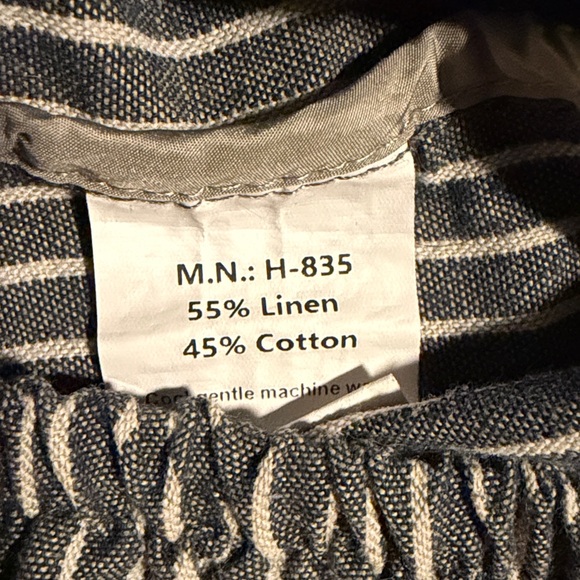 M.N.: H-835
55% Linen
45% Cotton
gentle machine